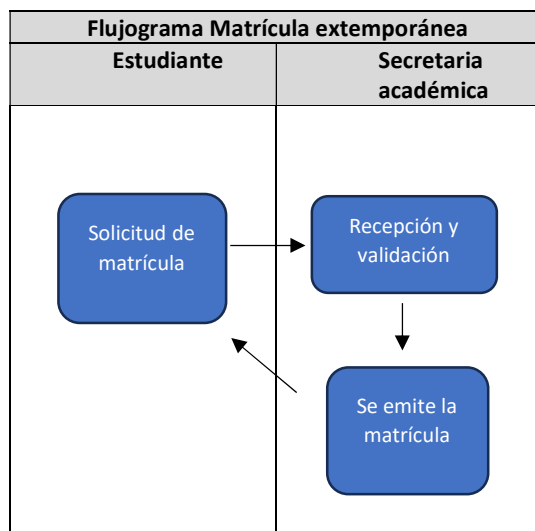 Flujograma Matrícula extemporánea
Estudiante
Secretaria
académica
Solicitud de
matrícula
Recepción y
validación
Se emite la
matrícula